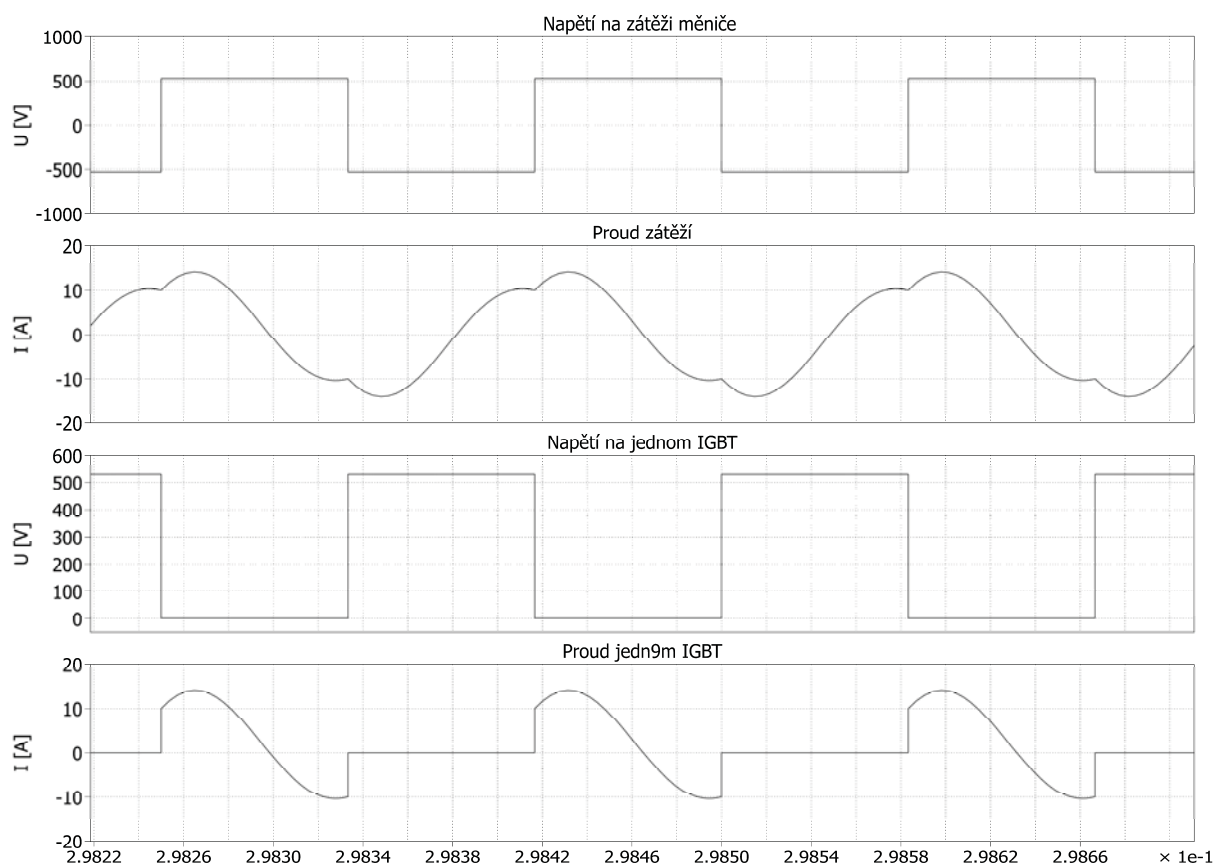 Napětí na zátěži měniče
1000
500
0
-500
-1000
U [V]
Proud zátěží
20
10
0
-10
-20
I [A]
Napětí na jednom IGBT
600
500
400
300
200
100
0
U [V]
Proud jedn9m IGBT
20
10
0
-10
-20
I [A]
2.9822 2.9826 2.9830 2.9834 2.9838 2.9842 2.9846 2.9850 2.9854 2.9858 2.9862 2.9866 × 1e-1